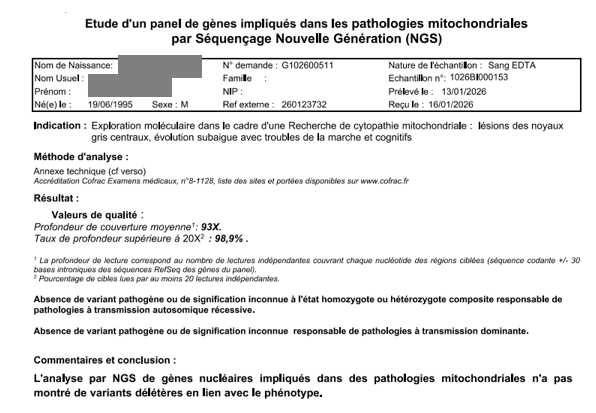 Etude d'un panel de gènes impliqués dans les pathologies mitochondriales
par Séquençage Nouvelle Génération (NGS)
Nom de Naissance: N° demande : G102600511 Nature de l'échantillon : Sang EDTA
Nom Usuel : Famille : Echantillon n°: 1026BI000153
Prénom : NIP : Prélevé le : 13/01/2026
Né(e) le : 19/06/1995 Sexe : M Ref externe : 260123732 Reçu le : 16/01/2026
Indication : Exploration moléculaire dans le cadre d'une Recherche de cytopathie mitochondriale : lésions des noyaux
gris centraux, évolution subaigue avec troubles de la marche et cognitifs
Méthode d'analyse :
Annexe technique (cf verso)
Accréditation Cofrac Examens médicaux, n°8-1128, liste des sites et portées disponibles sur www.cofrac.fr
Résultat :
Valeurs de qualité :
Profondeur de couverture moyenne¹: 93X.
Taux de profondeur supérieure à 20X² : 98,9% .
¹ La profondeur de lecture correspond au nombre de lectures indépendantes couvrant chaque nucléotide des régions ciblées (séquence codante +/- 30
bases introniques des séquences RefSeq des gènes du panel).
² Pourcentage de cibles lues par au moins 20 lectures indépendantes.
Absence de variant pathogène ou de signification inconnue à l'état homozygote ou hétérozygote composite responsable de
pathologies à transmission autosomique récessive.
Absence de variant pathogène ou de signification inconnue responsable de pathologies à transmission dominante.
Commentaires et conclusion :
L'analyse par NGS de gènes nucléaires impliqués dans des pathologies mitochondriales n'a pas
montré de variants délétères en lien avec le phénotype.